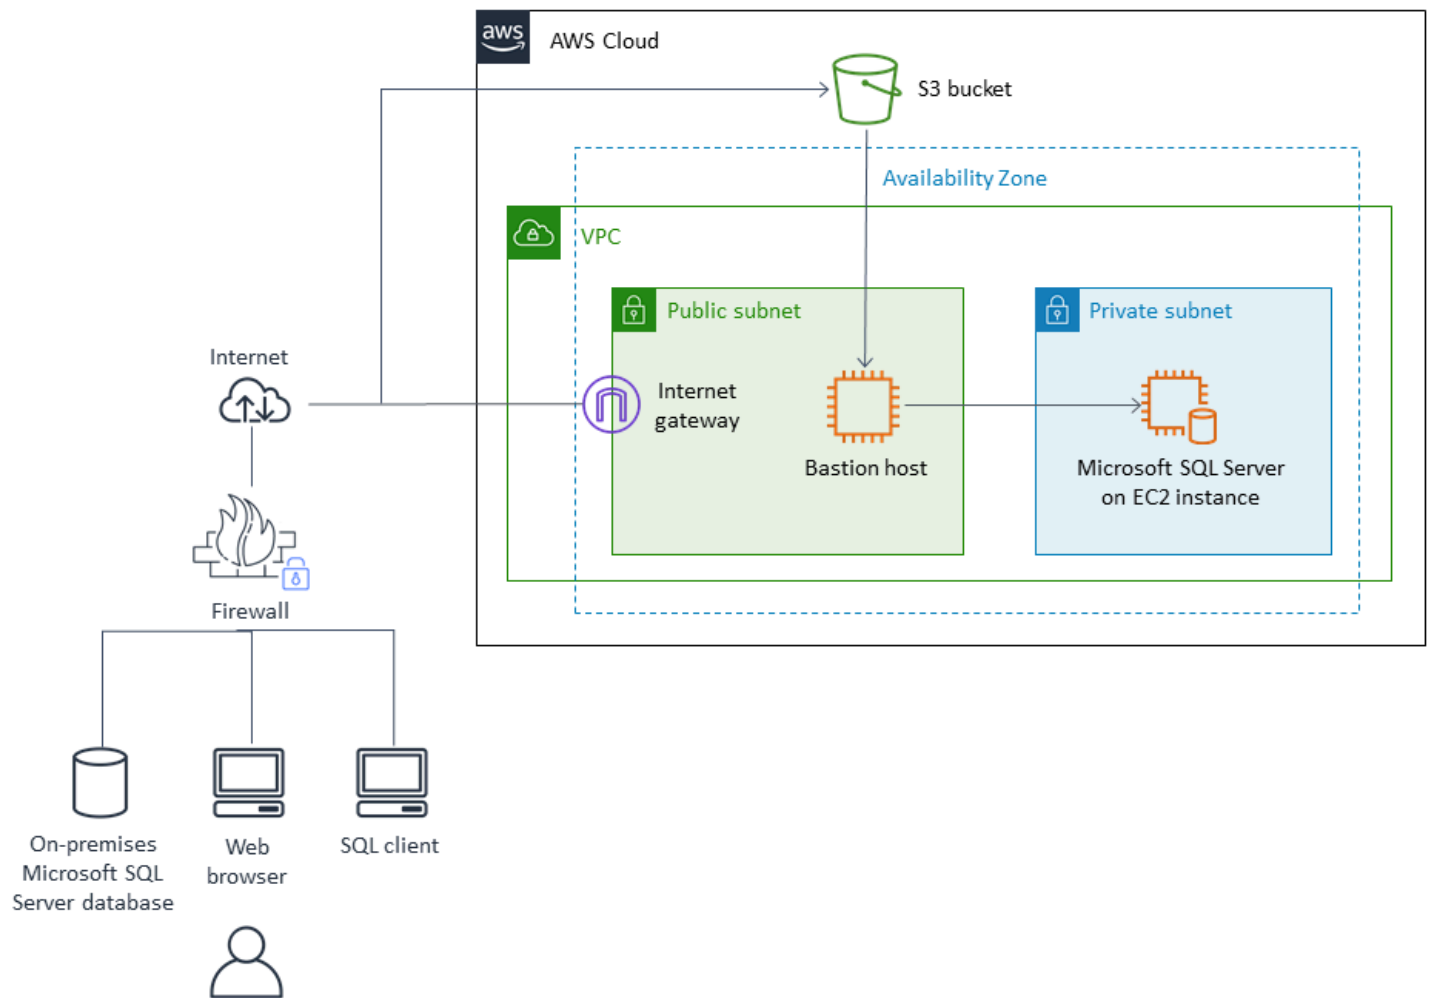 aws
AWS Cloud
S3 bucket
Availability Zone
VPC
Public subnet
Private subnet
Internet
Internet
gateway
Bastion host
Microsoft SQL Server
on EC2 instance
Firewall
On-premises
Microsoft SQL
Server database
Web
browser
SQL client